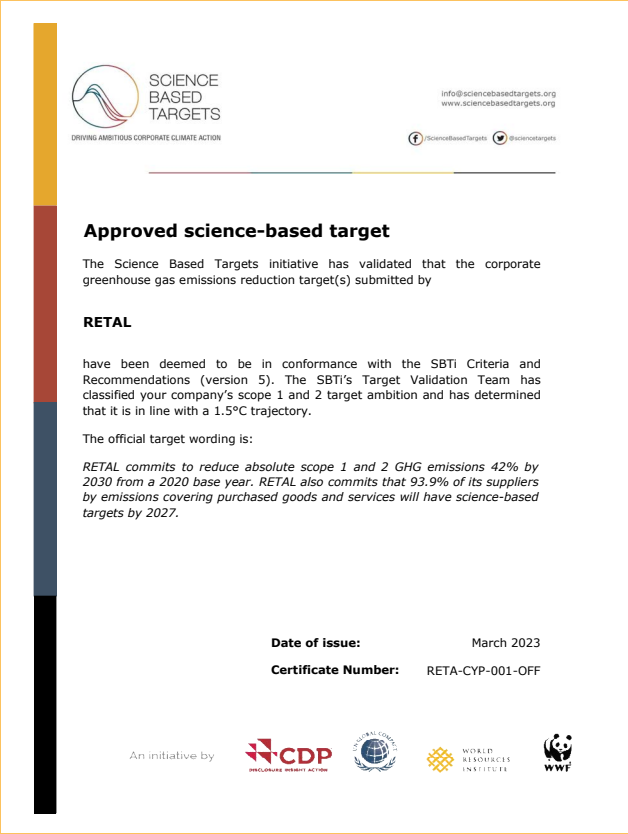 SCIENCE
BASED
TARGETS
DRIVING AMBITIOUS CORPORATE CLIMATE ACTION
info@sciencebasedtargets.org
www.sciencebasedtargets.org
/ScienceBasedTargets @sciencetargets
Approved science-based target
The Science Based Targets initiative has validated that the corporate
greenhouse gas emissions reduction target(s) submitted by
RETAL
have been deemed to be in conformance with the SBTi Criteria and
Recommendations (version 5). The SBTi's Target Validation Team has
classified your company's scope 1 and 2 target ambition and has determined
that it is in line with a 1.5°C trajectory.
The official target wording is:
RETAL commits to reduce absolute scope 1 and 2 GHG emissions 42% by
2030 from a 2020 base year. RETAL also commits that 93.9% of its suppliers
by emissions covering purchased goods and services will have science-based
targets by 2027.
Date of issue: March 2023
Certificate Number: RETA-CYP-001-OFF
An initiative by
CDP
DISCLOSURE INSIGHT ACTION
UN GLOBAL COMPACT
WORLD
RESOURCES
INSTITUTE
WWF